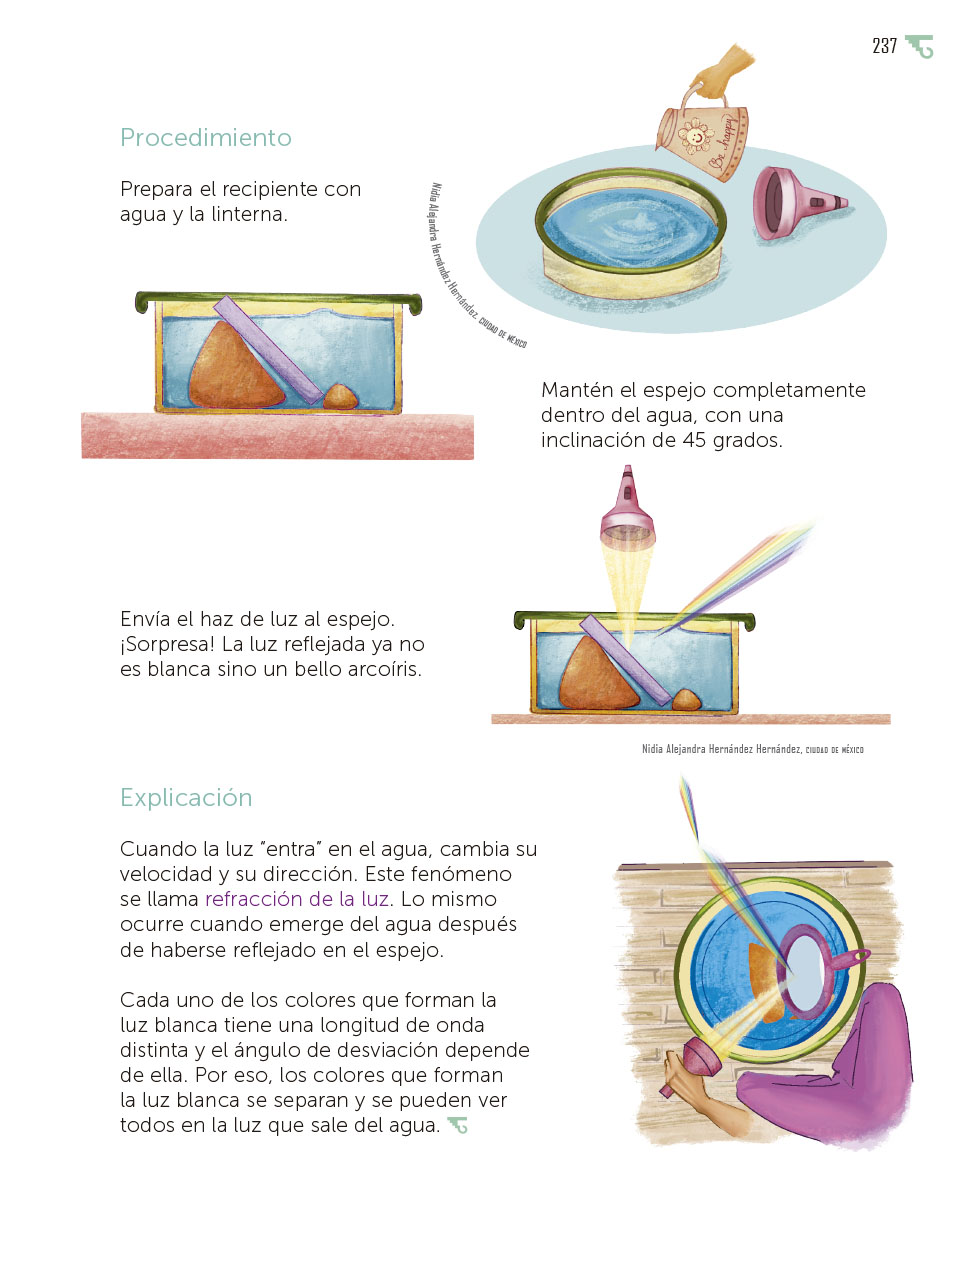 237
Procedimiento
Prepara el recipiente con
agua y la linterna.
Be happy
Nidia Alejandra Hernández Hernández, CIUDAD DE MÉXICO
Mantén el espejo completamente
dentro del agua, con una
inclinación de 45 grados.
Envía el haz de luz al espejo.
¡Sorpresa! La luz reflejada ya no
es blanca sino un bello arcoíris.
Nidia Alejandra Hernández Hernández, CIUDAD DE MÉXICO
Explicación
Cuando la luz “entra” en el agua, cambia su
velocidad y su dirección. Este fenómeno
se llama refracción de la luz. Lo mismo
ocurre cuando emerge del agua después
de haberse reflejado en el espejo.
Cada uno de los colores que forman la
luz blanca tiene una longitud de onda
distinta y el ángulo de desviación depende
de ella. Por eso, los colores que forman
la luz blanca se separan y se pueden ver
todos en la luz que sale del agua.